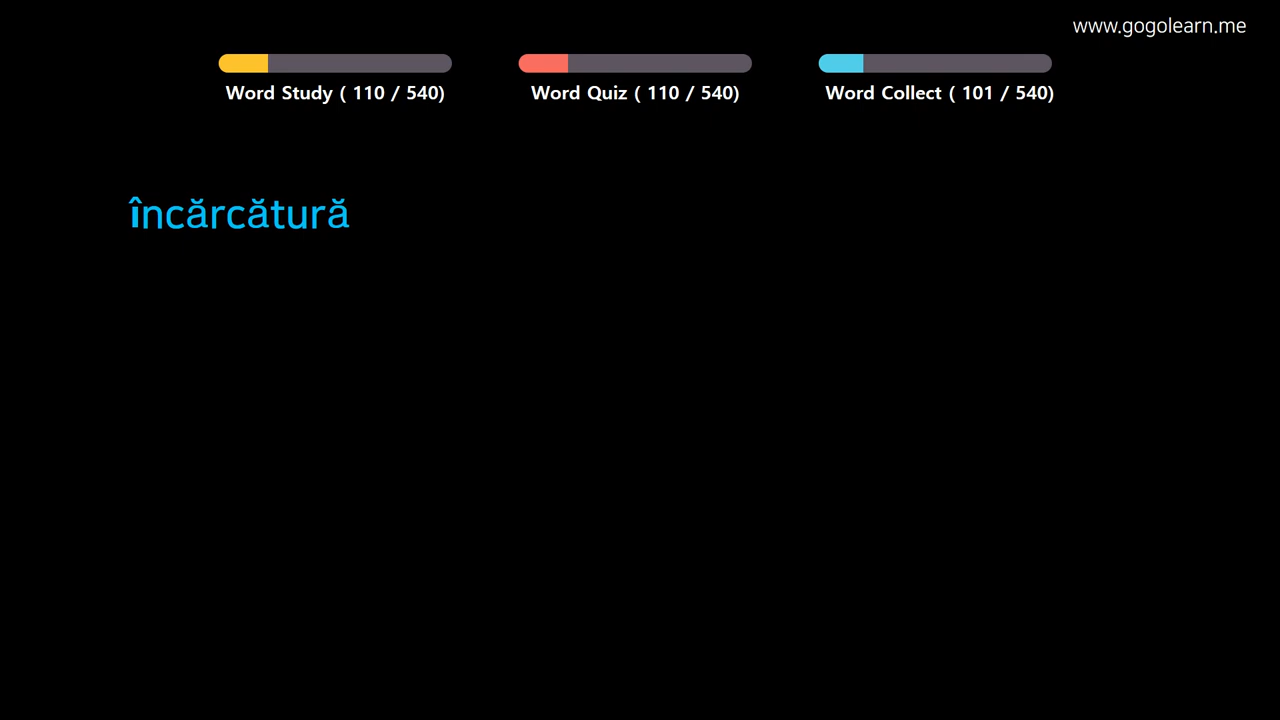 www.gogolearn.me
Word Study ( 110 / 540)
Word Quiz ( 110 / 540)
Word Collect ( 101 / 540)
încărcătură